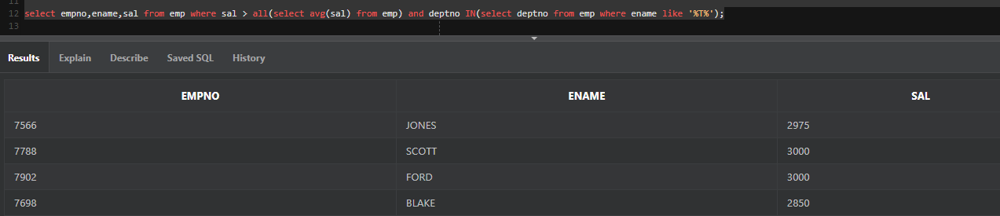 11
12 select empno,ename,sal from emp where sal > all(select avg(sal) from emp) and deptno IN(select deptno from emp where ename like '%T%');
13
Results Explain Describe Saved SQL History
EMPNO ENAME SAL
7566 JONES 2975
7788 SCOTT 3000
7902 FORD 3000
7698 BLAKE 2850